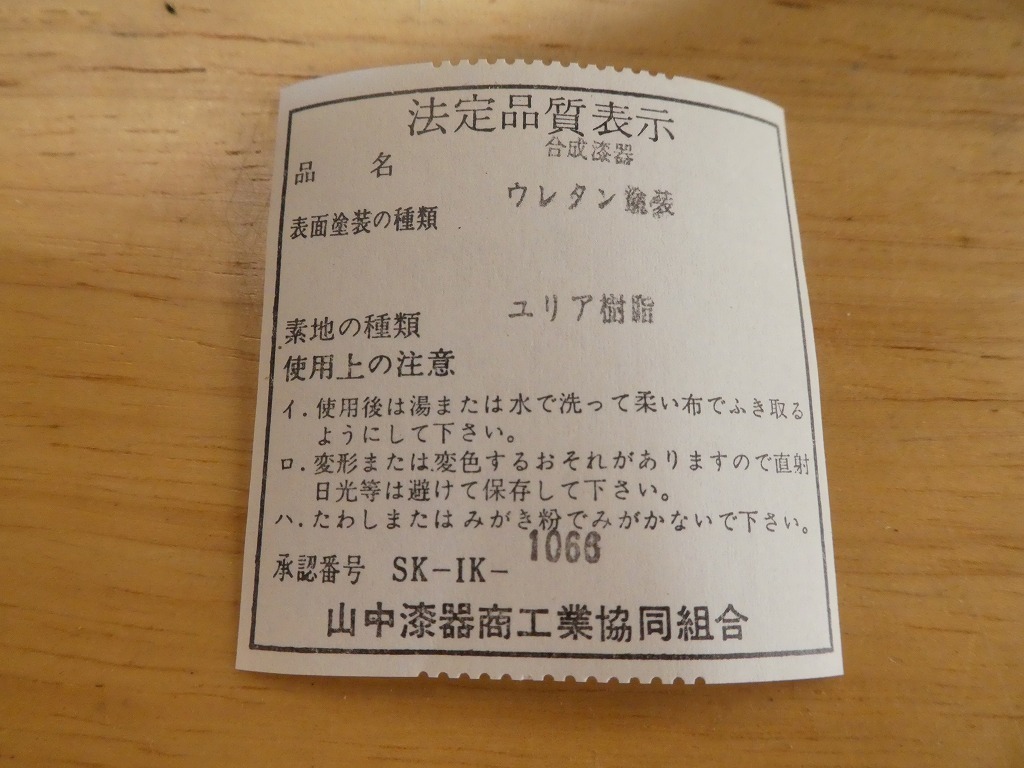 法定品質表示
品名 合成漆器
表面塗装の種類 ウレタン塗装
素地の種類 ユリア樹脂
使用上の注意
イ.使用後は湯または水で洗って柔い布でふき取る
ようにして下さい。
ロ.変形または変色するおそれがありますので直射
日光等は避けて保存して下さい。
ハ.たわしまたはみがき粉でみがかないで下さい。
承認番号 SK-IK-1066
山中漆器商工業協同組合